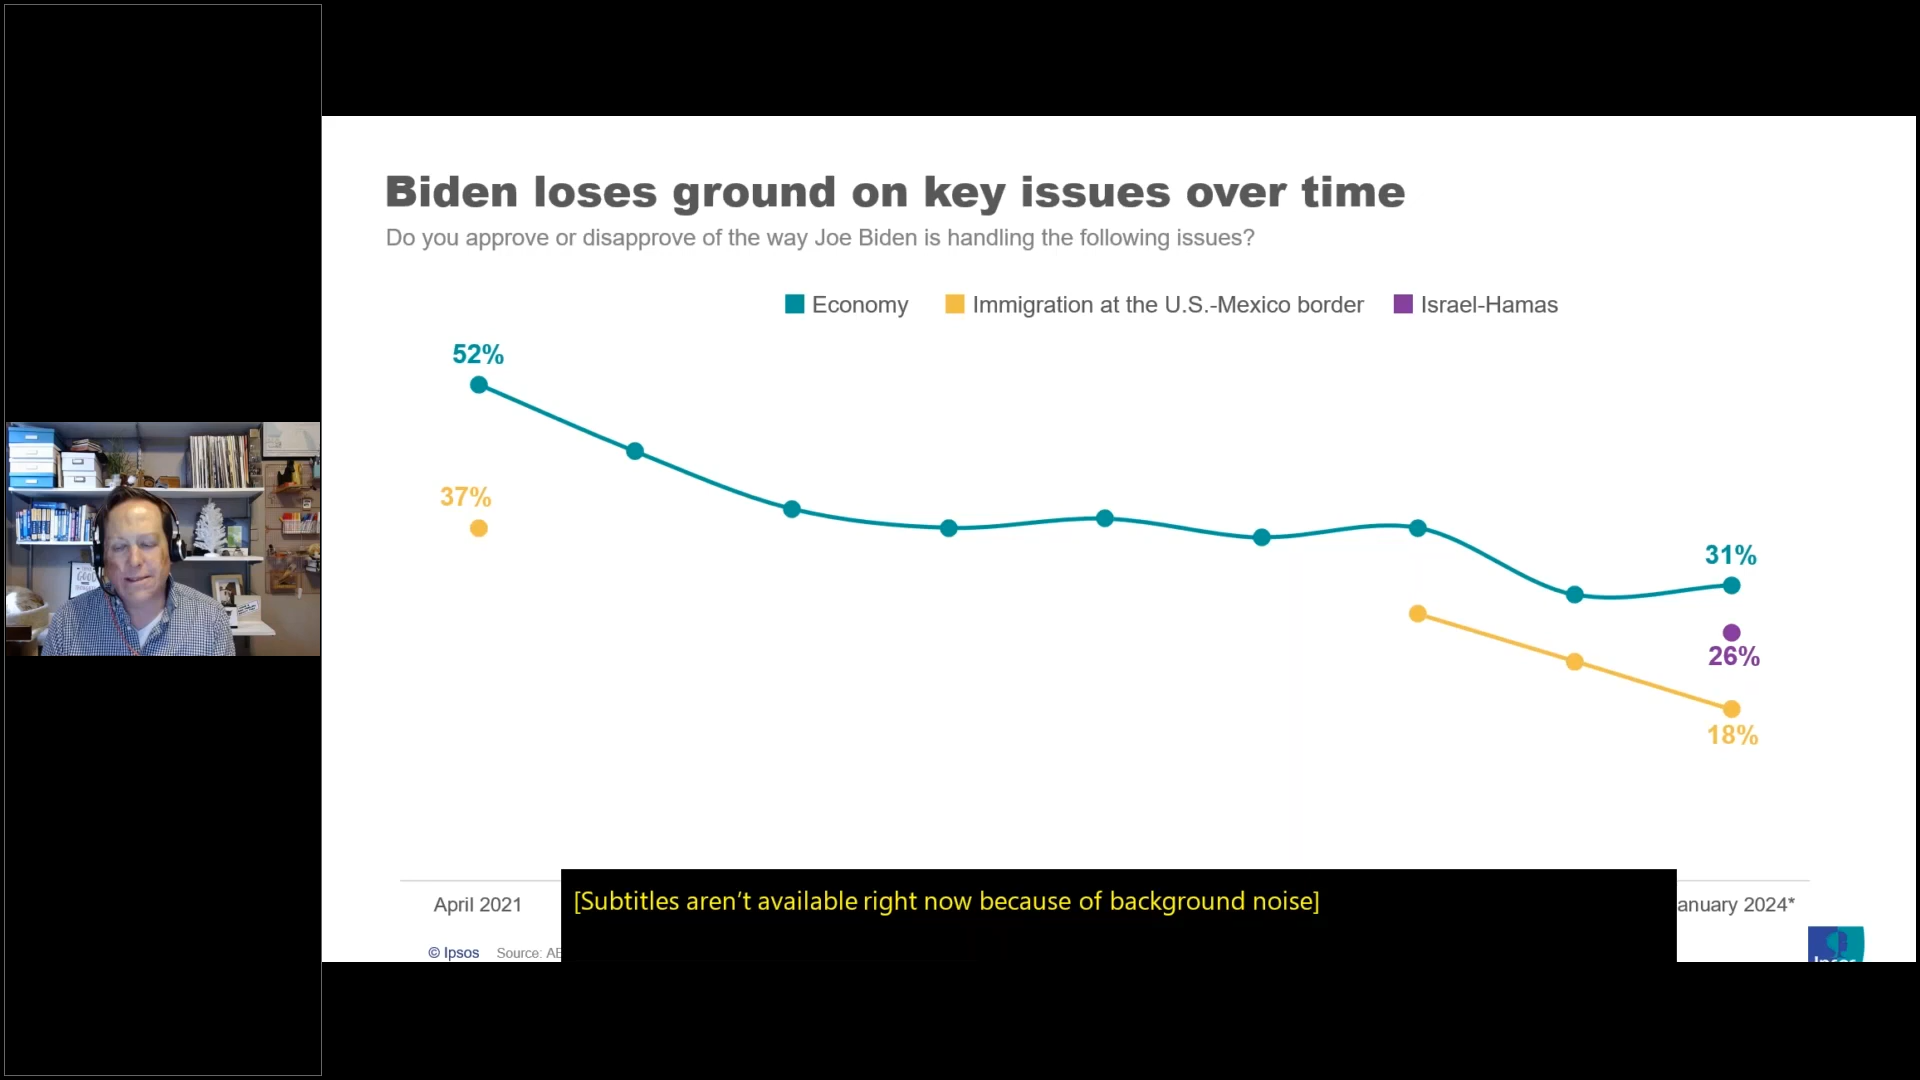 Biden loses ground on key issues over time
Do you approve or disapprove of the way Joe Biden is handling the following issues?
Economy
Immigration at the U.S.-Mexico border
Israel-Hamas
52%
37%
31%
26%
18%
April 2021
anuary 2024*
[Subtitles aren’t available right now because of background noise]
© Ipsos
Source: